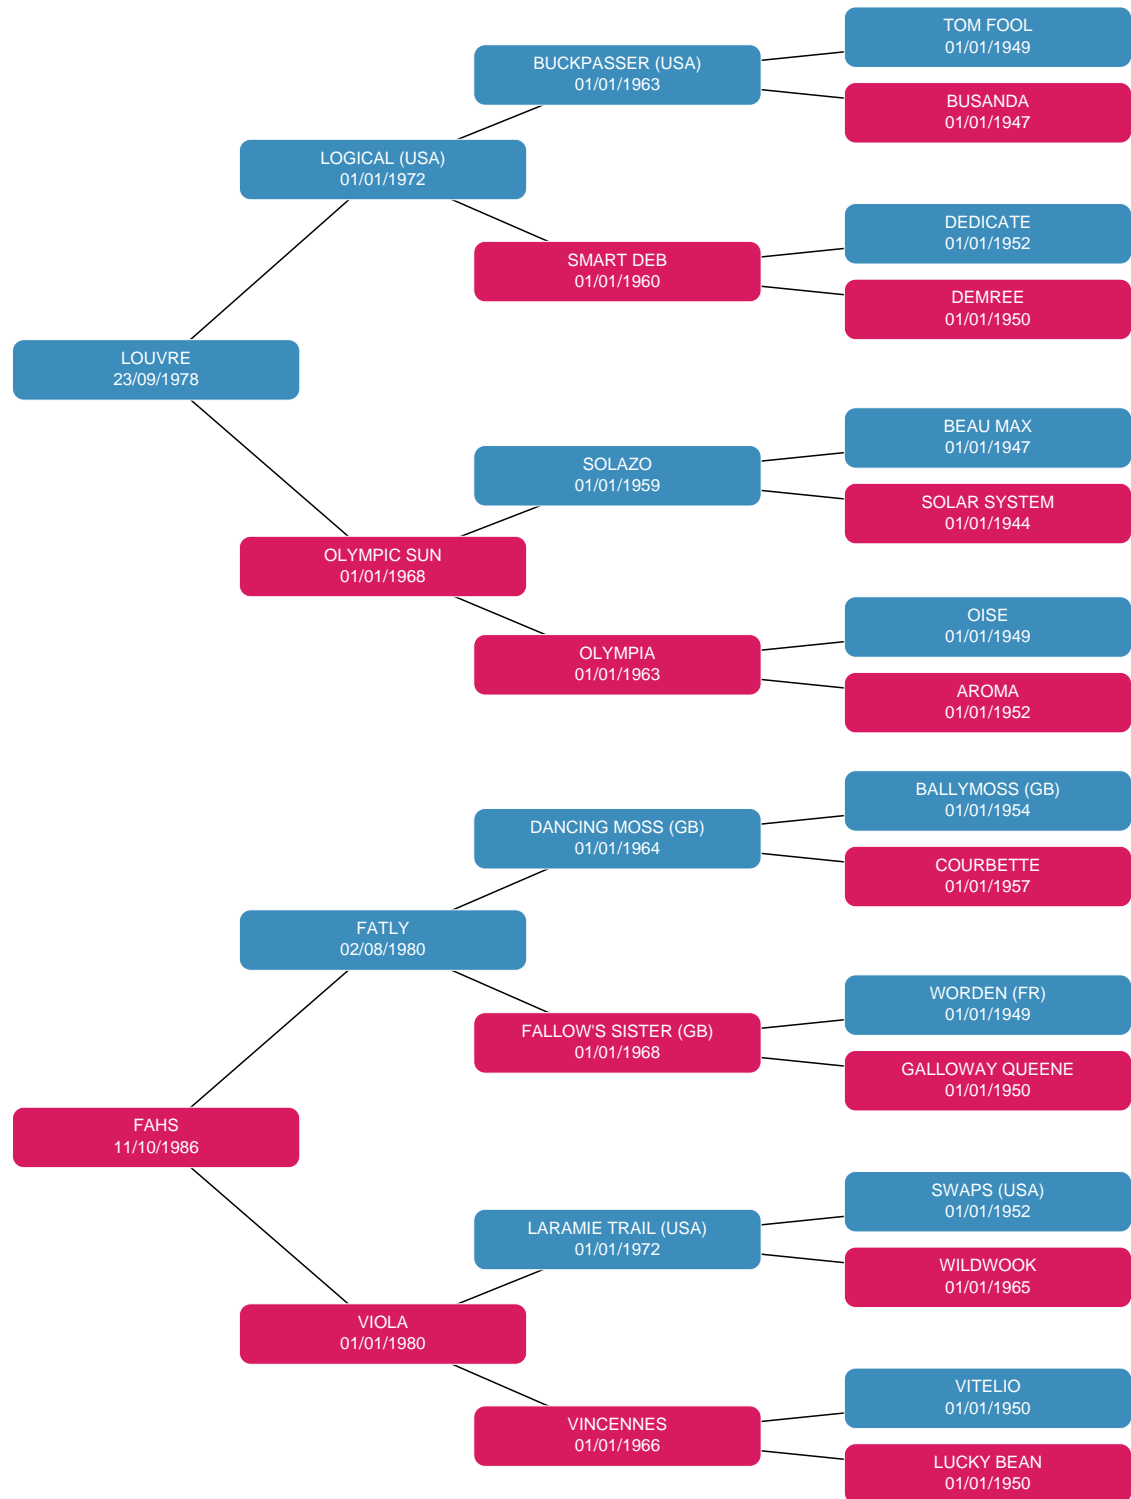 TOM FOOL
01/01/1949
BUCKPASSER (USA)
01/01/1963
BUSANDA
01/01/1947
LOGICAL (USA)
01/01/1972
DEDICATE
01/01/1952
SMART DEB
01/01/1960
DEMREE
01/01/1950
LOUVRE
23/09/1978
BEAU MAX
01/01/1947
SOLAZO
01/01/1959
SOLAR SYSTEM
01/01/1944
OLYMPIC SUN
01/01/1968
OISE
01/01/1949
OLYMPIA
01/01/1963
AROMA
01/01/1952
BALLYMOSS (GB)
01/01/1954
DANCING MOSS (GB)
01/01/1964
COURBETTE
01/01/1957
FATLY
02/08/1980
WORDEN (FR)
01/01/1949
FALLOW'S SISTER (GB)
01/01/1968
GALLOWAY QUEENE
01/01/1950
FAHS
11/10/1986
SWAPS (USA)
01/01/1952
LARAMIE TRAIL (USA)
01/01/1972
WILDWOOK
01/01/1965
VIOLA
01/01/1980
VITELIO
01/01/1950
VINCENNES
01/01/1966
LUCKY BEAN
01/01/1950